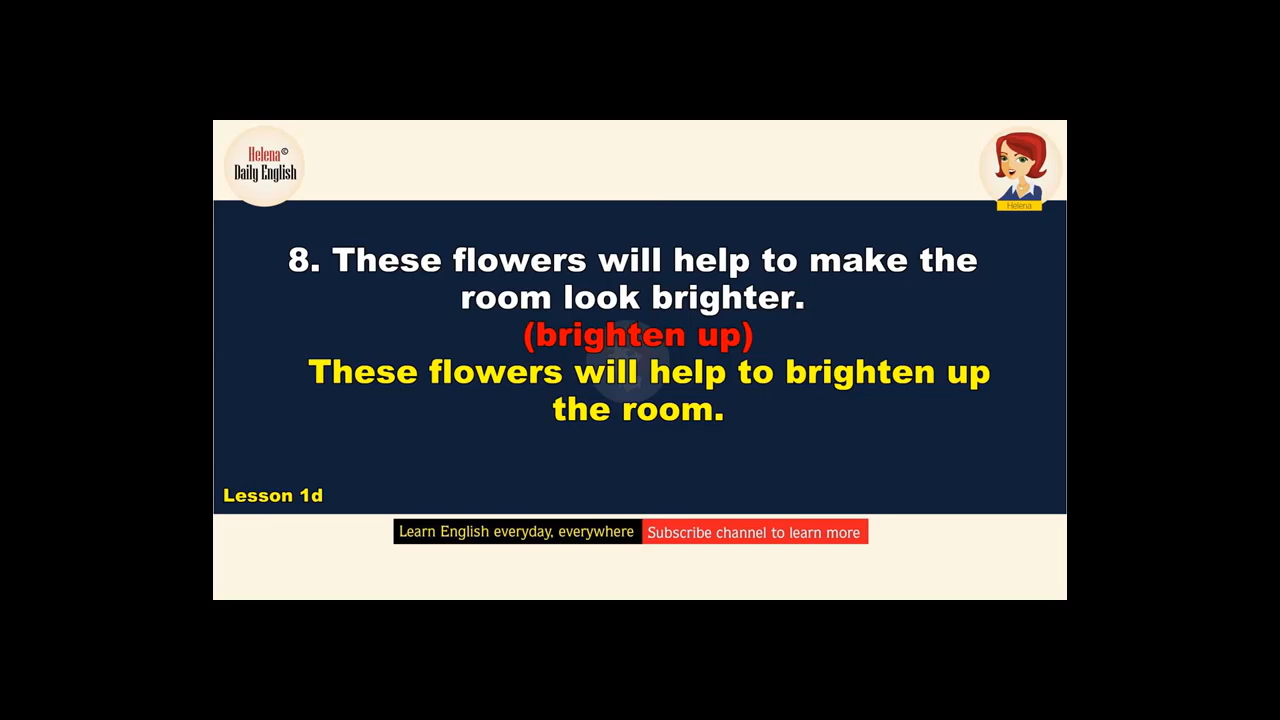 Helena©
Daily English
Helena
8. These flowers will help to make the
room look brighter.
(brighten up)
These flowers will help to brighten up
the room.
Lesson 1d
Learn English everyday, everywhere
Subscribe channel to learn more